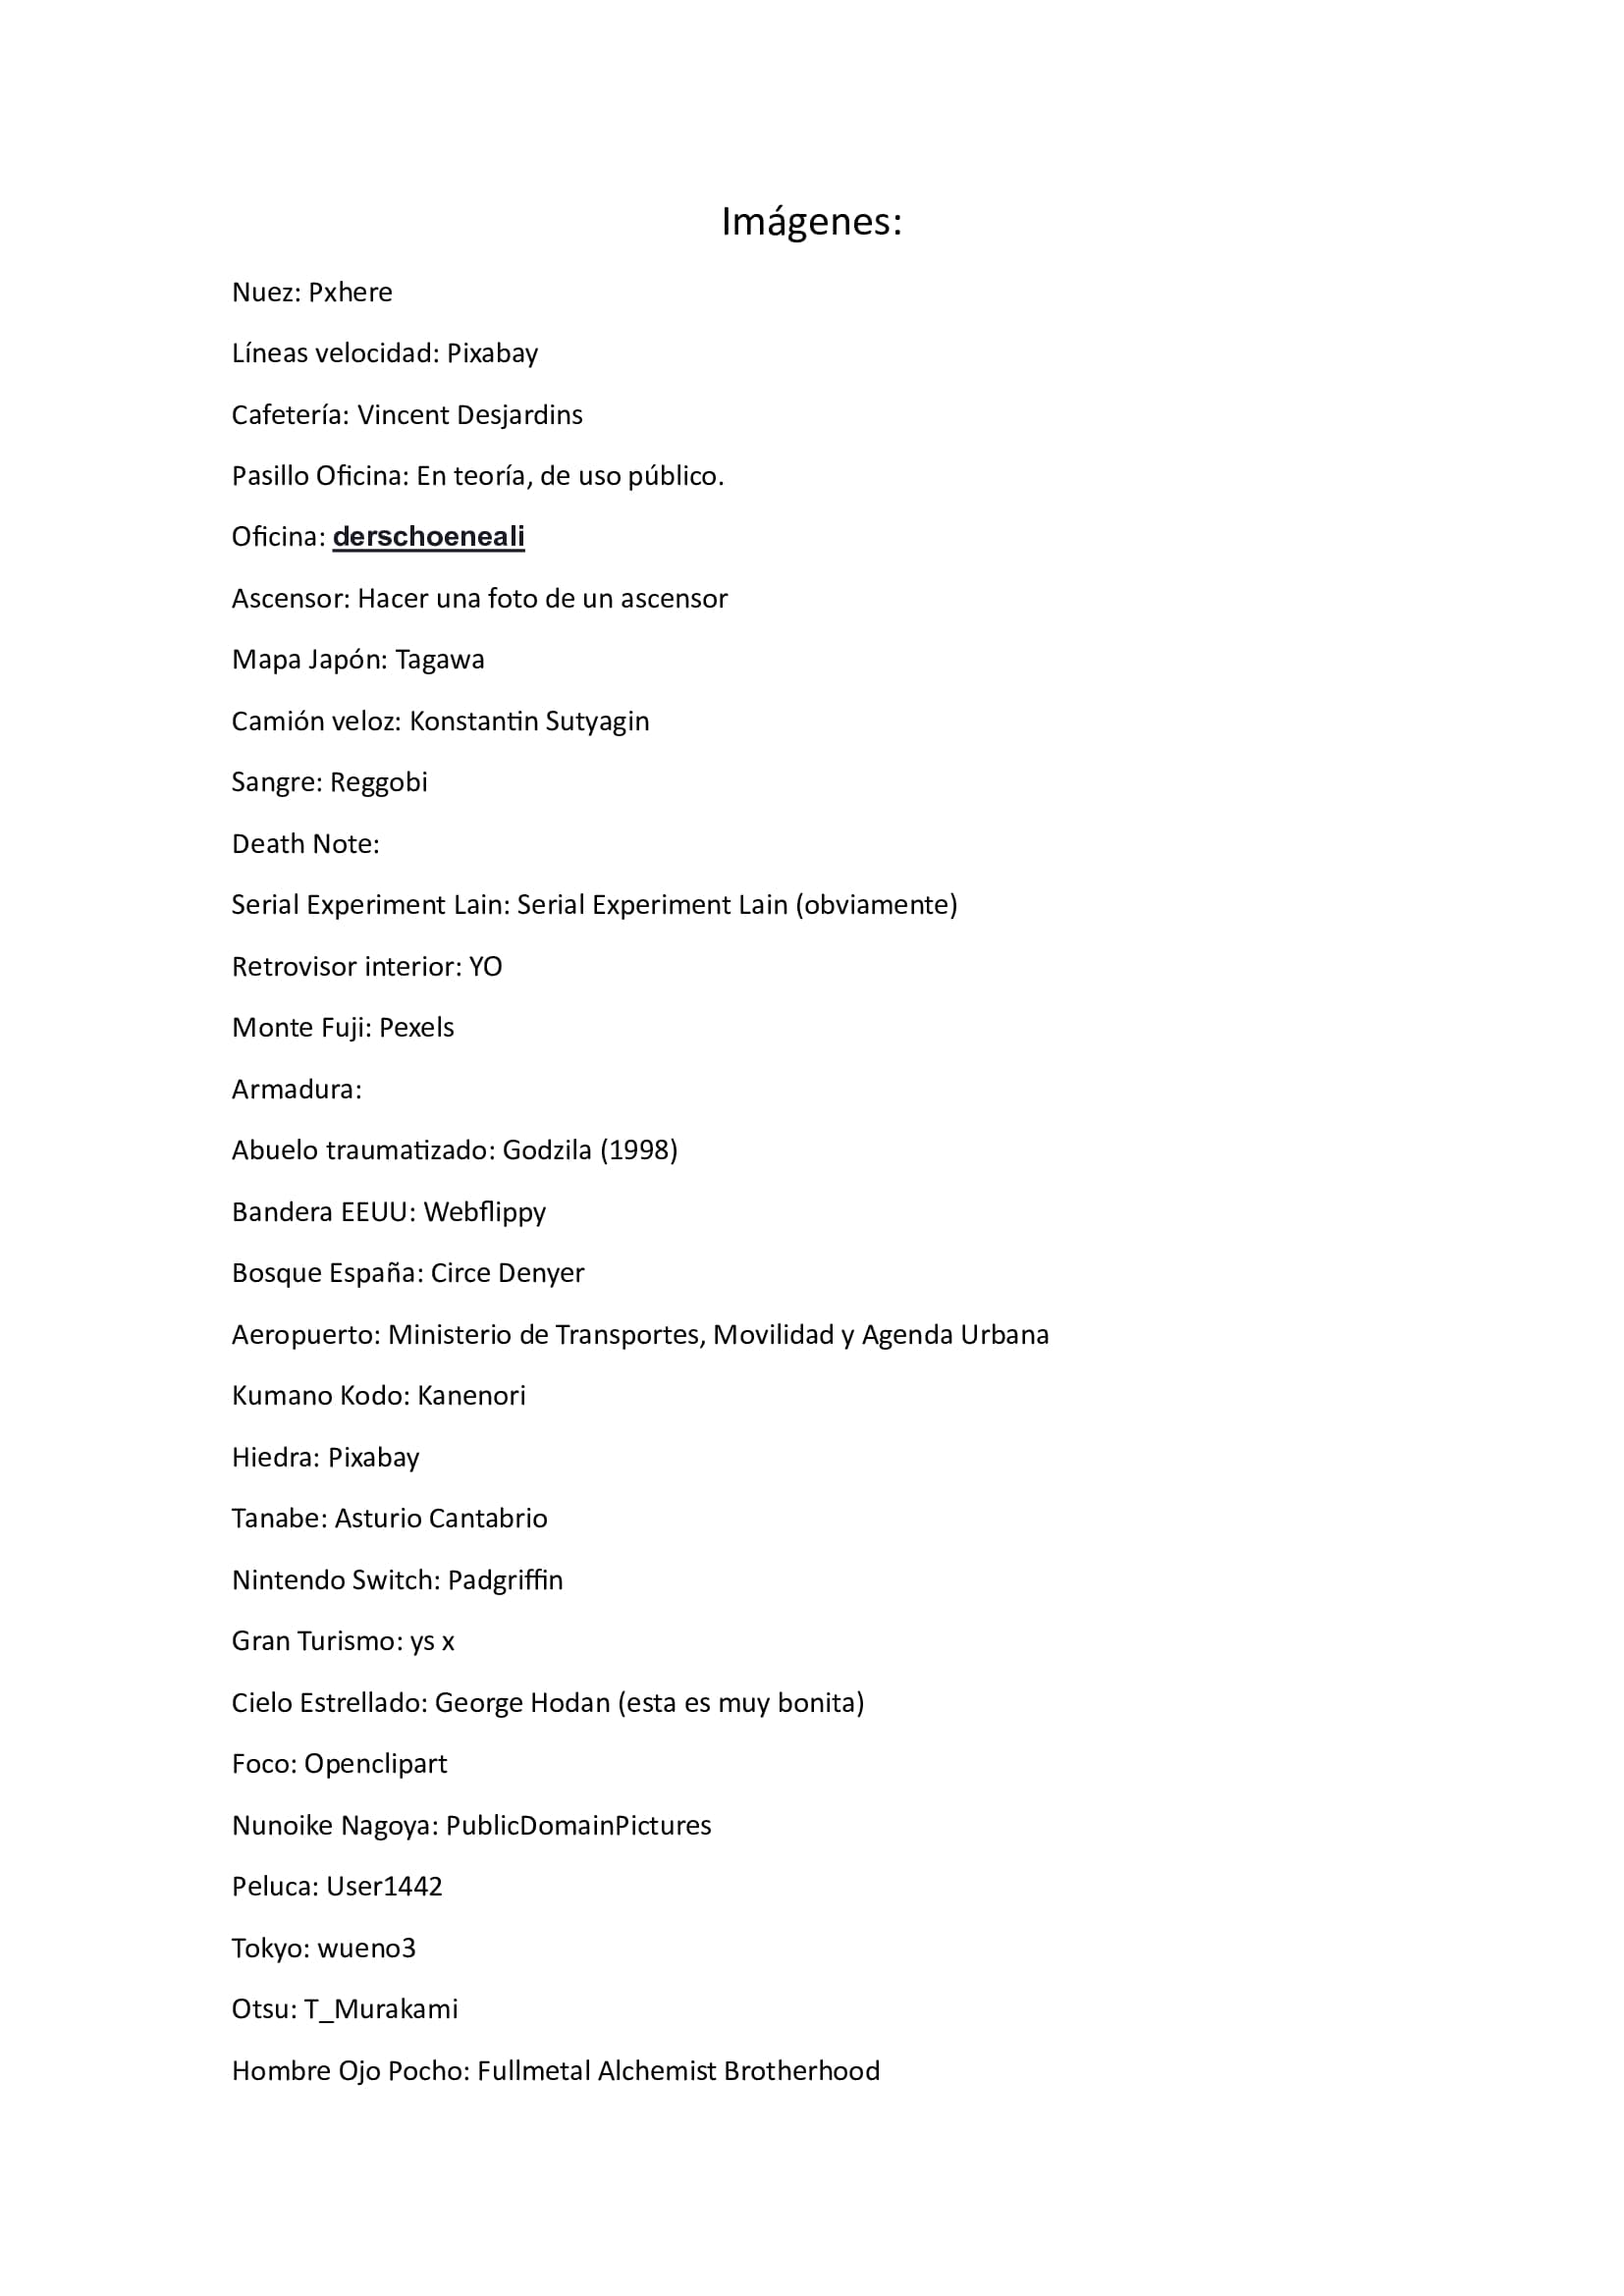 Imágenes:
Nuez: Pxhere
Líneas velocidad: Pixabay
Cafetería: Vincent Desjardins
Pasillo Oficina: En teoría, de uso público.
Oficina: derschoeneali
Ascensor: Hacer una foto de un ascensor
Mapa Japón: Tagawa
Camión veloz: Konstantin Sutyagin
Sangre: Reggobi
Death Note:
Serial Experiment Lain: Serial Experiment Lain (obviamente)
Retrovisor interior: YO
Monte Fuji: Pexels
Armadura:
Abuelo traumatizado: Godzila (1998)
Bandera EEUU: Webflippy
Bosque España: Circe Denyer
Aeropuerto: Ministerio de Transportes, Movilidad y Agenda Urbana
Kumano Kodo: Kanenori
Hiedra: Pixabay
Tanabe: Asturio Cantabrio
Nintendo Switch: Padgriffin
Gran Turismo: ys x
Cielo Estrellado: George Hodan (esta es muy bonita)
Foco: Openclipart
Nunoike Nagoya: PublicDomainPictures
Peluca: User1442
Tokyo: wueno3
Otsu: T_Murakami
Hombre Ojo Pocho: Fullmetal Alchemist Brotherhood